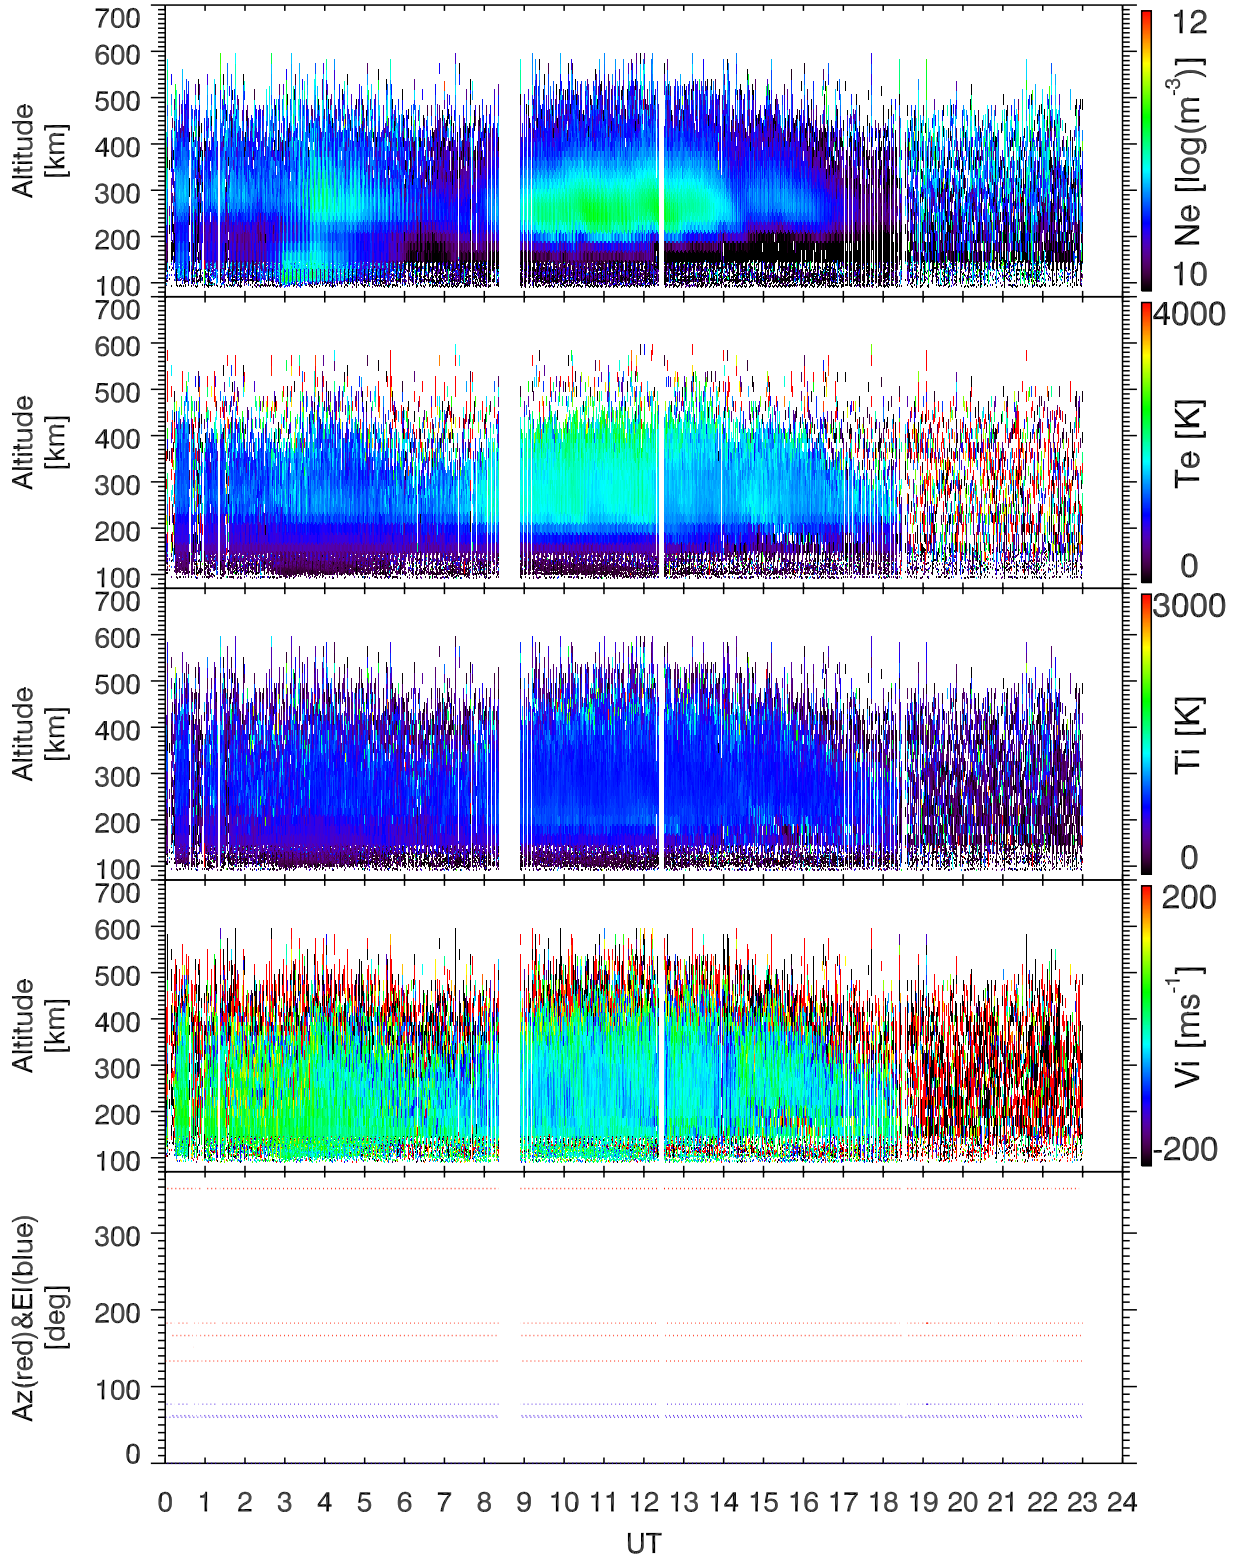 700
600
500
400
300
200
100
Altitude
[km]
12
Ne [log(m⁻³)]
10
600
500
400
300
200
100
Altitude
[km]
4000
Te [K]
0
700
600
500
400
300
200
100
Altitude
[km]
3000
Ti [K]
0
700
600
500
400
300
200
100
Altitude
[km]
200
Vi [ms⁻¹]
-200
300
200
100
0
Az(red)&El(blue)
[deg]
0 1 2 3 4 5 6 7 8 9 10 11 12 13 14 15 16 17 18 19 20 21 22 23 24
UT